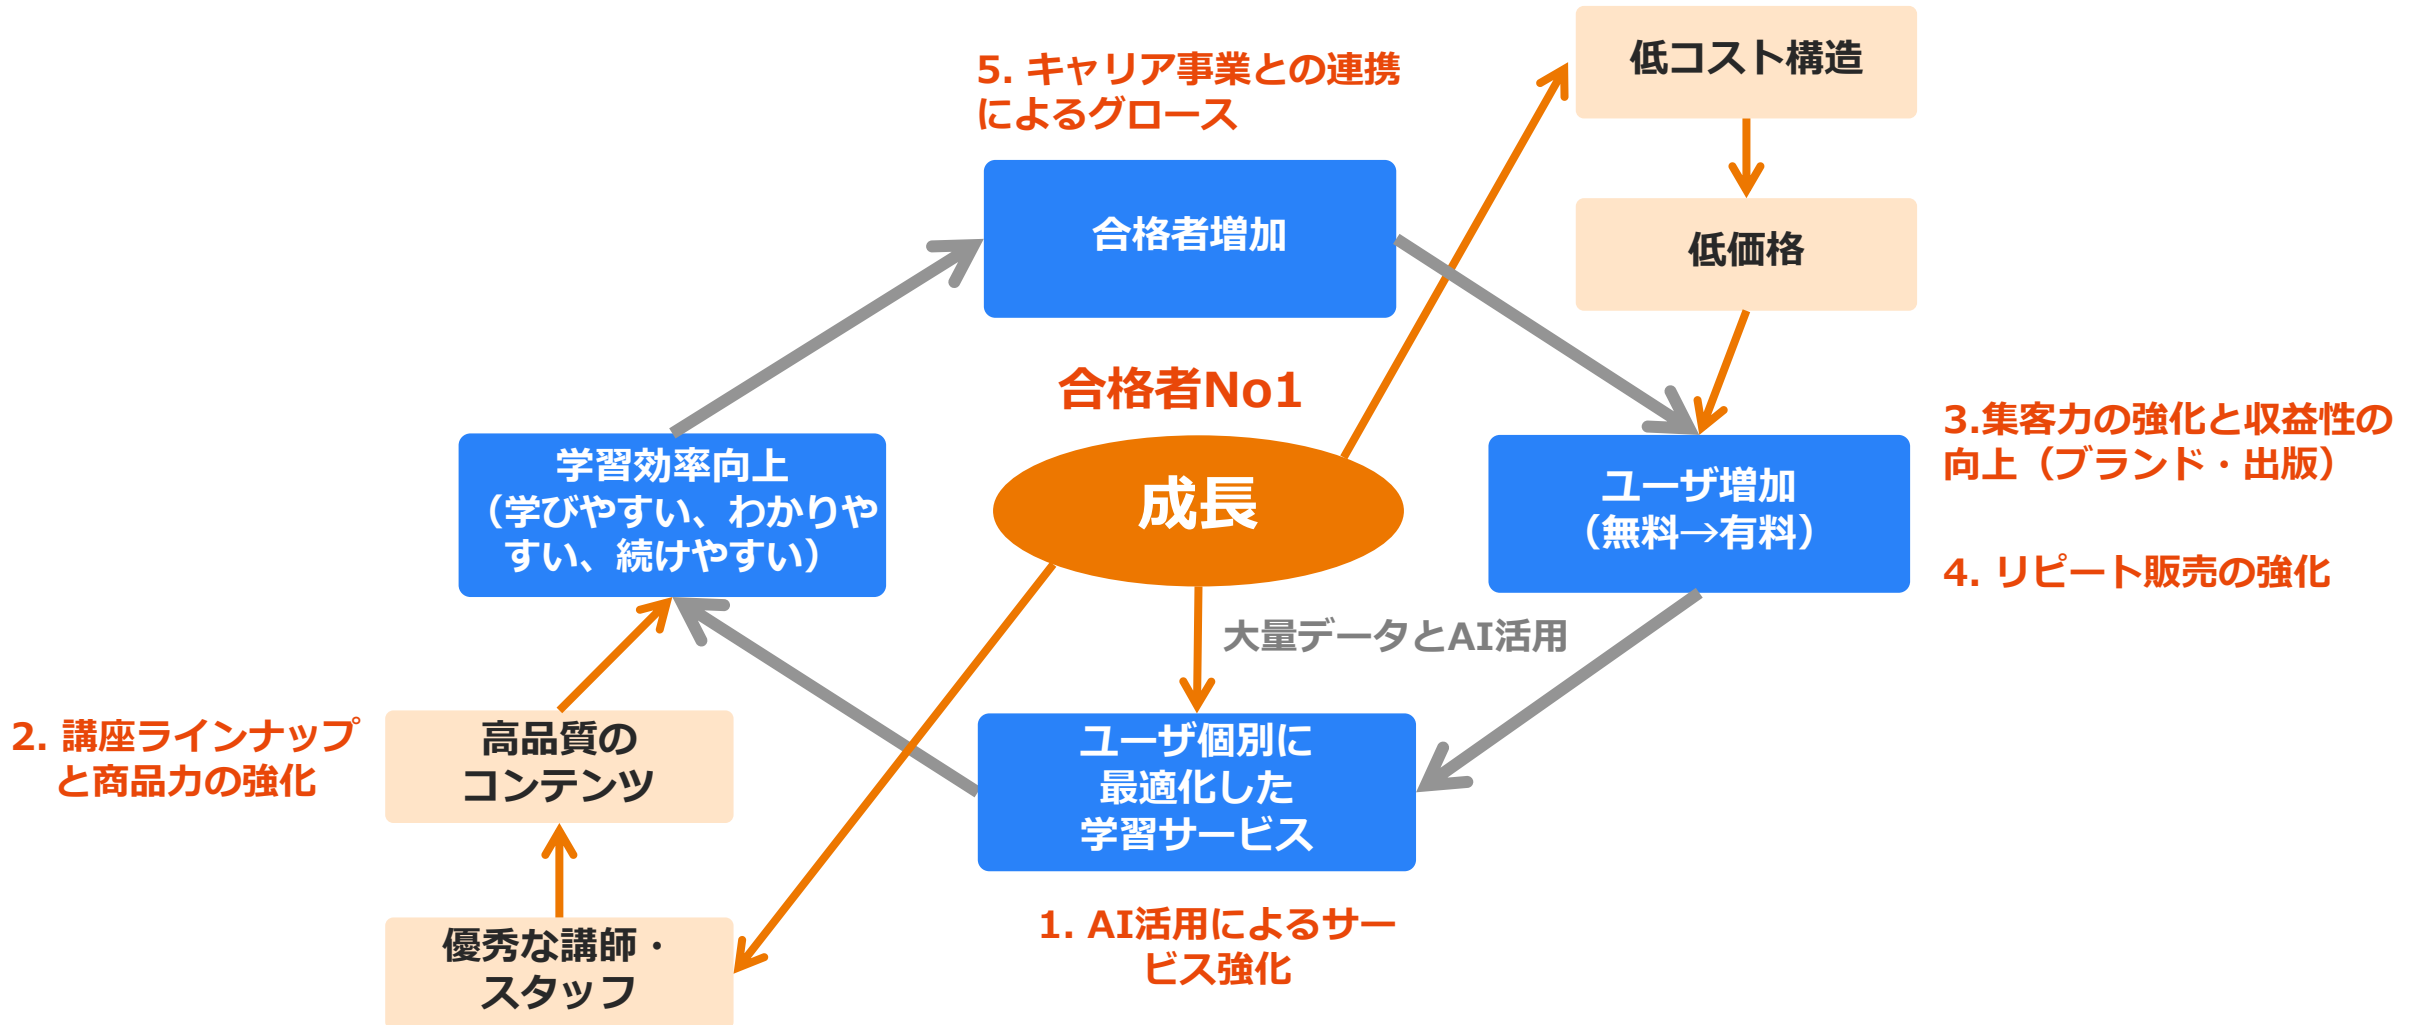 5. キャリア事業との連携
によるグロース
低コスト構造
低価格
合格者増加
合格者No1
成長
学習効率向上
（学びやすい、わかりや
すい、続けやすい）
ユーザ増加
（無料→有料）
3.集客力の強化と収益性の
向上（ブランド・出版）
4. リピート販売の強化
大量データとAI活用
ユーザ個別に
最適化した
学習サービス
1. AI活用によるサー
ビス強化
2. 講座ラインナップ
と商品力の強化
高品質の
コンテンツ
優秀な講師・
スタッフ